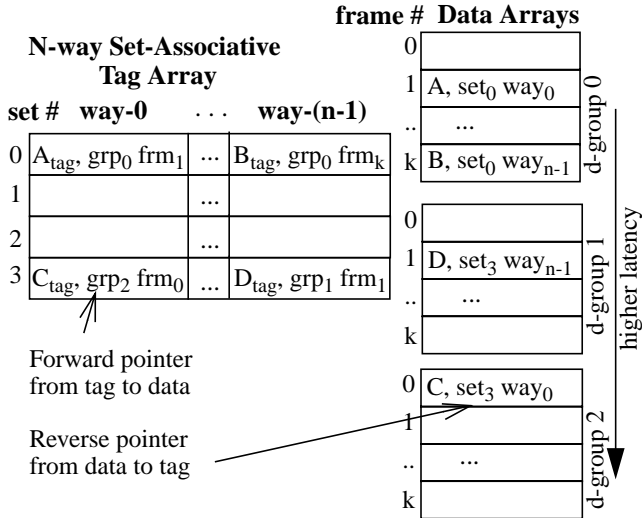 frame # Data Arrays
N-way Set-Associative
Tag Array
set # way-0 . . . way-(n-1)
0 A_tag, grp_0 frm_1 ... B_tag, grp_0 frm_k
1 ...
2 ...
3 C_tag, grp_2 frm_0 ... D_tag, grp_1 frm_1
Forward pointer
from tag to data
Reverse pointer
from data to tag
0
1 A, set_0 way_0
.. ...
k B, set_0 way_n-1
d-group 0
0
1 D, set_3 way_n-1
.. ...
k
d-group 1
0 C, set_3 way_0
1
.. ...
k
d-group 2
higher latency